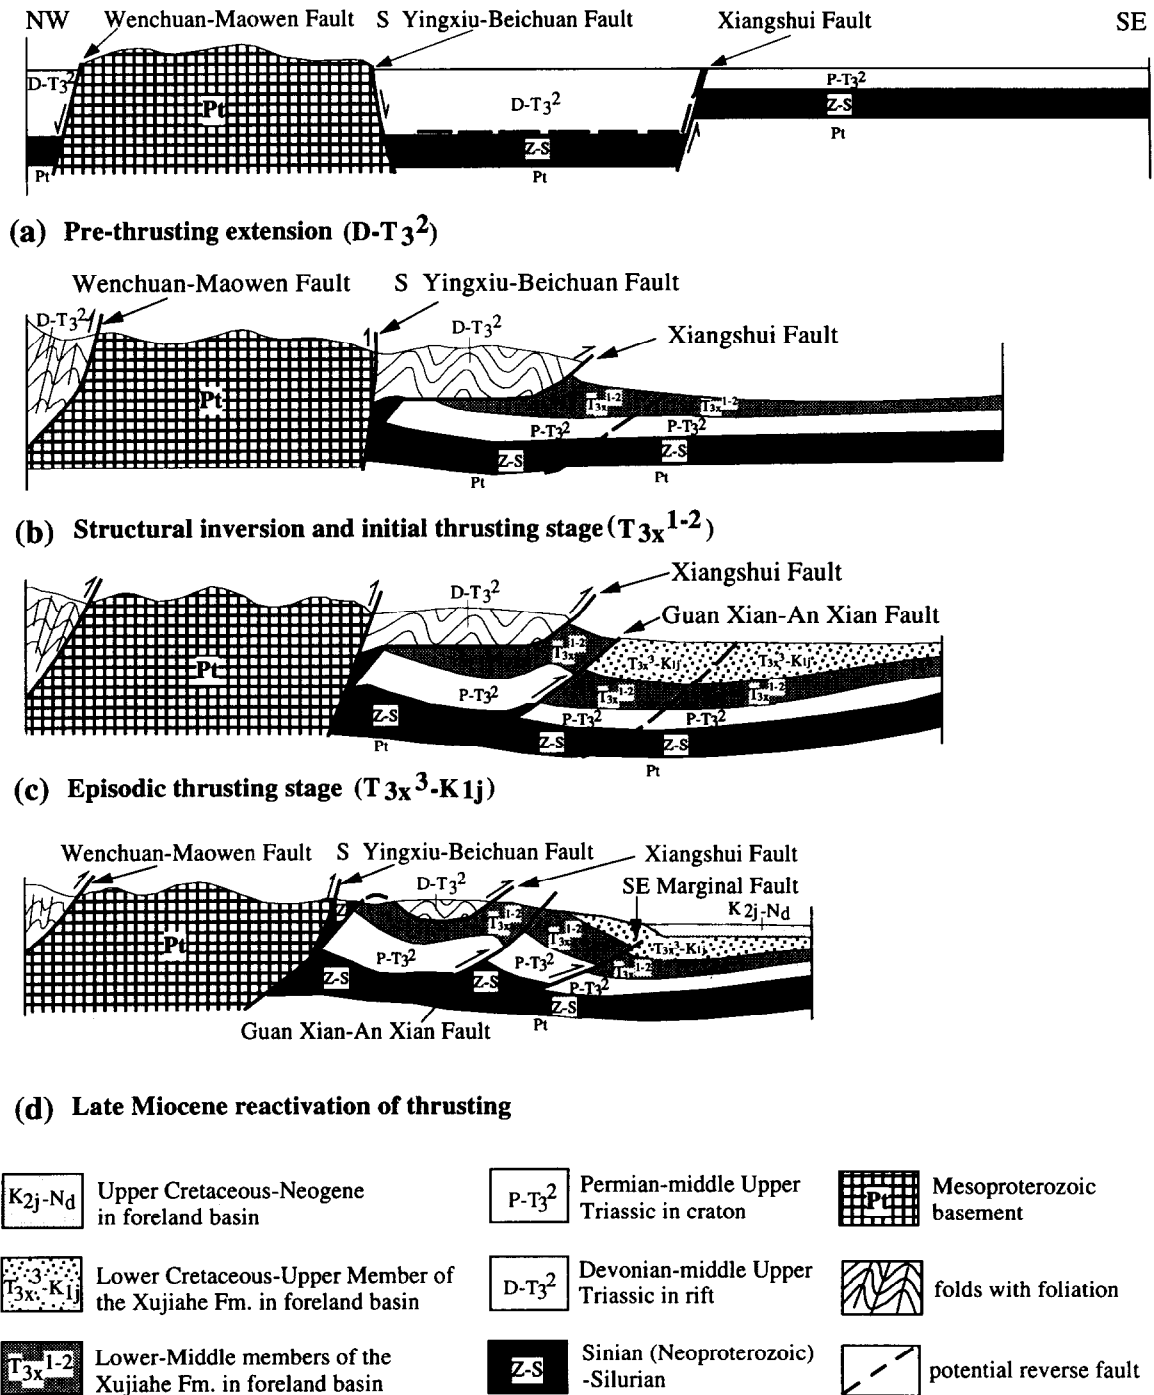 NW Wenchuan-Maowen Fault S Yingxiu-Beichuan Fault Xiangshui Fault SE
D-T3² Pt D-T3² P-T3²
Z-S
Z-S
Pt Pt Pt
(a) Pre-thrusting extension (D-T3²)
Wenchuan-Maowen Fault S Yingxiu-Beichuan Fault
D-T3² D-T3² Xiangshui Fault
Pt T3x¹⁻² T3x¹⁻²
P-T3² P-T3²
Z-S Z-S
Pt Pt
(b) Structural inversion and initial thrusting stage (T3x¹⁻²)
Xiangshui Fault
D-T3²
Guan Xian-An Xian Fault
Pt T3x¹⁻² T3x³-K1j T3x³-K1j
P-T3² T3x¹⁻² T3x¹⁻²
Z-S P-T3² P-T3²
Pt Z-S Z-S
Pt
(c) Episodic thrusting stage (T3x³-K1j)
Wenchuan-Maowen Fault S Yingxiu-Beichuan Fault Xiangshui Fault
D-T3² SE Marginal Fault
K2j-Nd
Z T3x¹⁻² T3x¹⁻² T3x³-K1j
Pt P-T3² P-T3² T3x¹⁻²
Z-S Z-S P-T3²
Z-S
Guan Xian-An Xian Fault Pt
(d) Late Miocene reactivation of thrusting
K2j-Nd Upper Cretaceous-Neogene
in foreland basin
P-T3² Permian-middle Upper
Triassic in craton
Pt Mesoproterozoic
basement
T3x³-K1j Lower Cretaceous-Upper Member of
the Xujiahe Fm. in foreland basin
D-T3² Devonian-middle Upper
Triassic in rift
folds with foliation
T3x¹⁻² Lower-Middle members of the
Xujiahe Fm. in foreland basin
Z-S Sinian (Neoproterozoic)
-Silurian
potential reverse fault